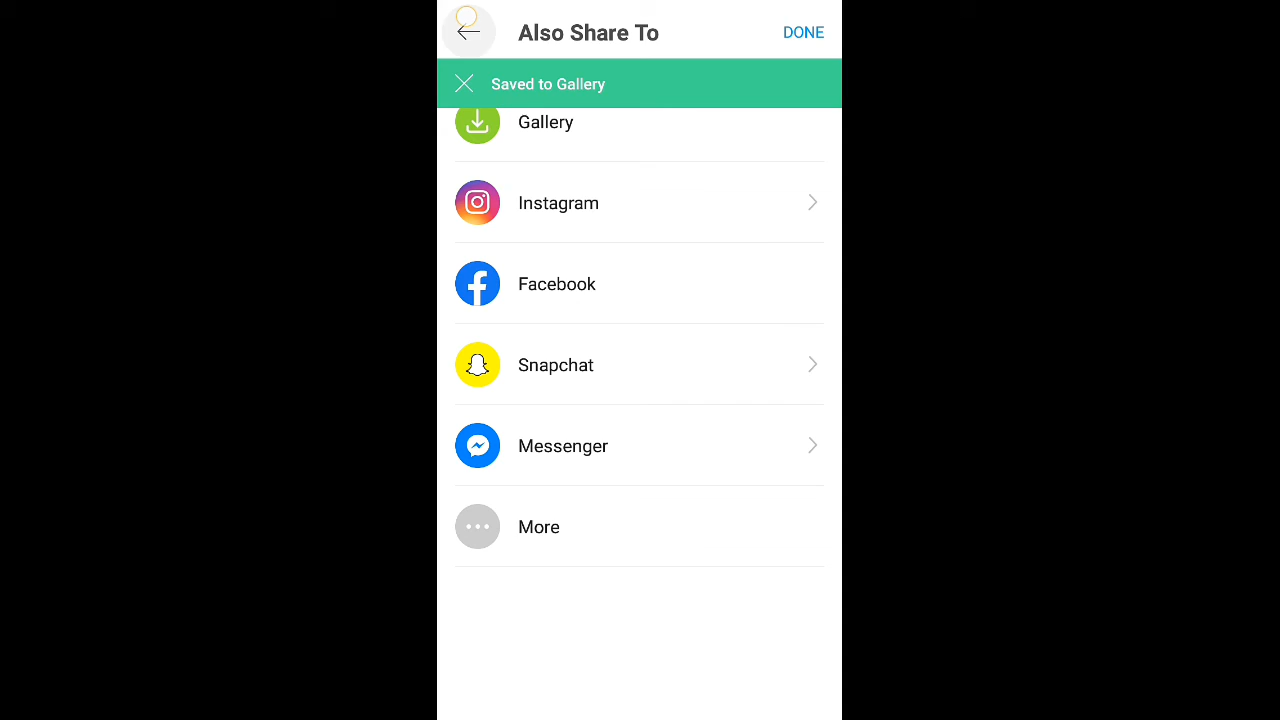 Also Share To
DONE
Saved to Gallery
Gallery
Instagram
Facebook
Snapchat
Messenger
More